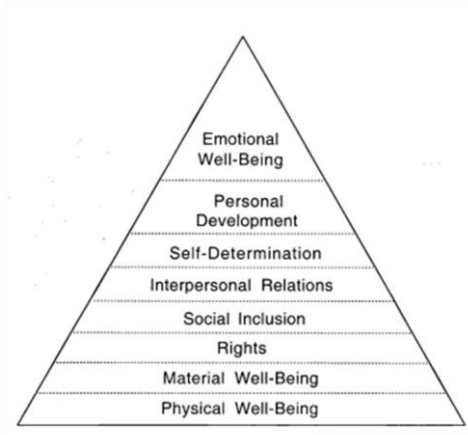 Emotional
Well-Being
Personal
Development
Self-Determination
Interpersonal Relations
Social Inclusion
Rights
Material Well-Being
Physical Well-Being